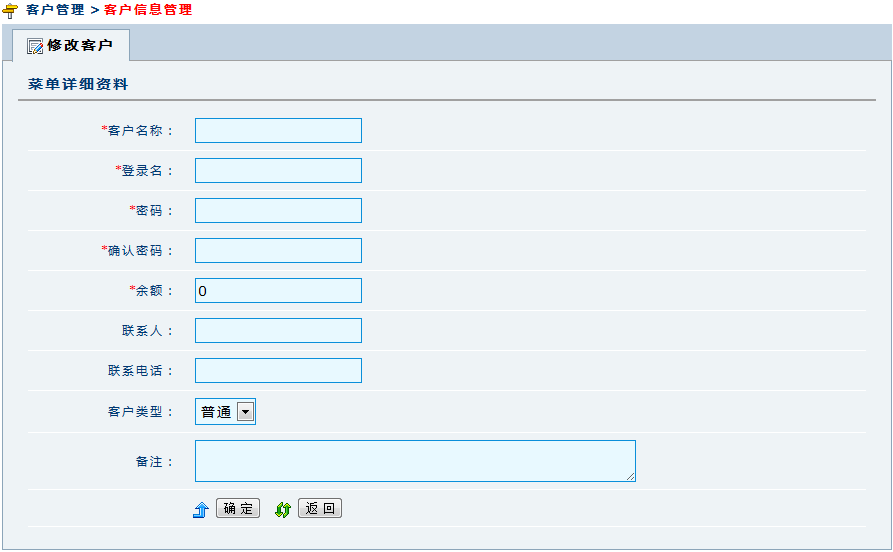 客户管理 > 客户信息管理
修改客户
菜单详细资料
*客户名称：
*登录名：
*密码：
*确认密码：
*余额： 0
联系人：
联系电话：
客户类型： 普通
备注：
确定 返回